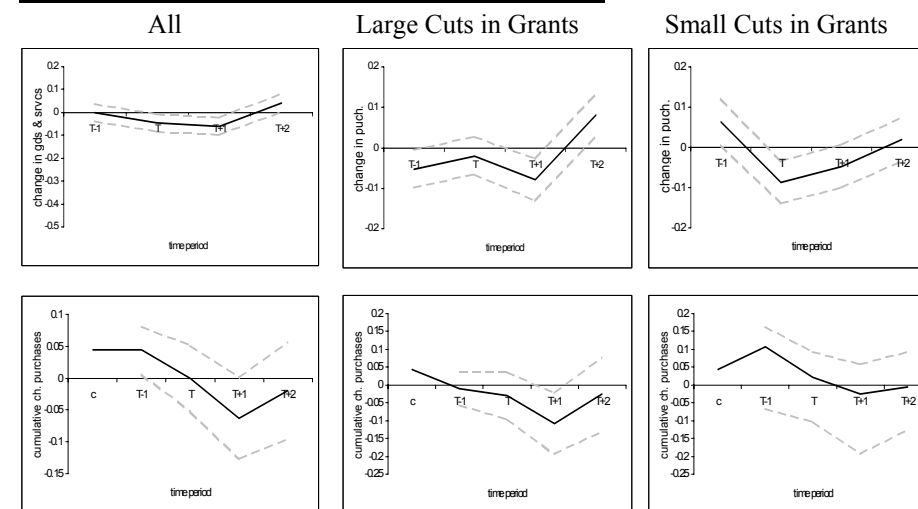 All
Large Cuts in Grants
Small Cuts in Grants
change in gds & srvcs
0.2
0.1
0
-0.1
-0.2
-0.3
-0.4
-0.5
T-1
T
T+1
T+2
time period
change in puch.
0.2
0.1
0
-0.1
-0.2
T-1
T
T+1
T+2
time period
change in puch.
0.2
0.1
0
-0.1
-0.2
T-1
T
T+1
T+2
time period
cumulative ch. purchases
0.1
0.05
0
-0.05
-0.1
-0.15
c
T-1
T
T+1
T+2
time period
cumulative ch. purchases
0.2
0.15
0.1
0.05
0
-0.05
-0.1
-0.15
-0.2
-0.25
c
T-1
T
T+1
T+2
time period
cumulative ch. purchases
0.2
0.15
0.1
0.05
0
-0.05
-0.1
-0.15
-0.2
-0.25
c
T-1
T
T+1
T+2
time period